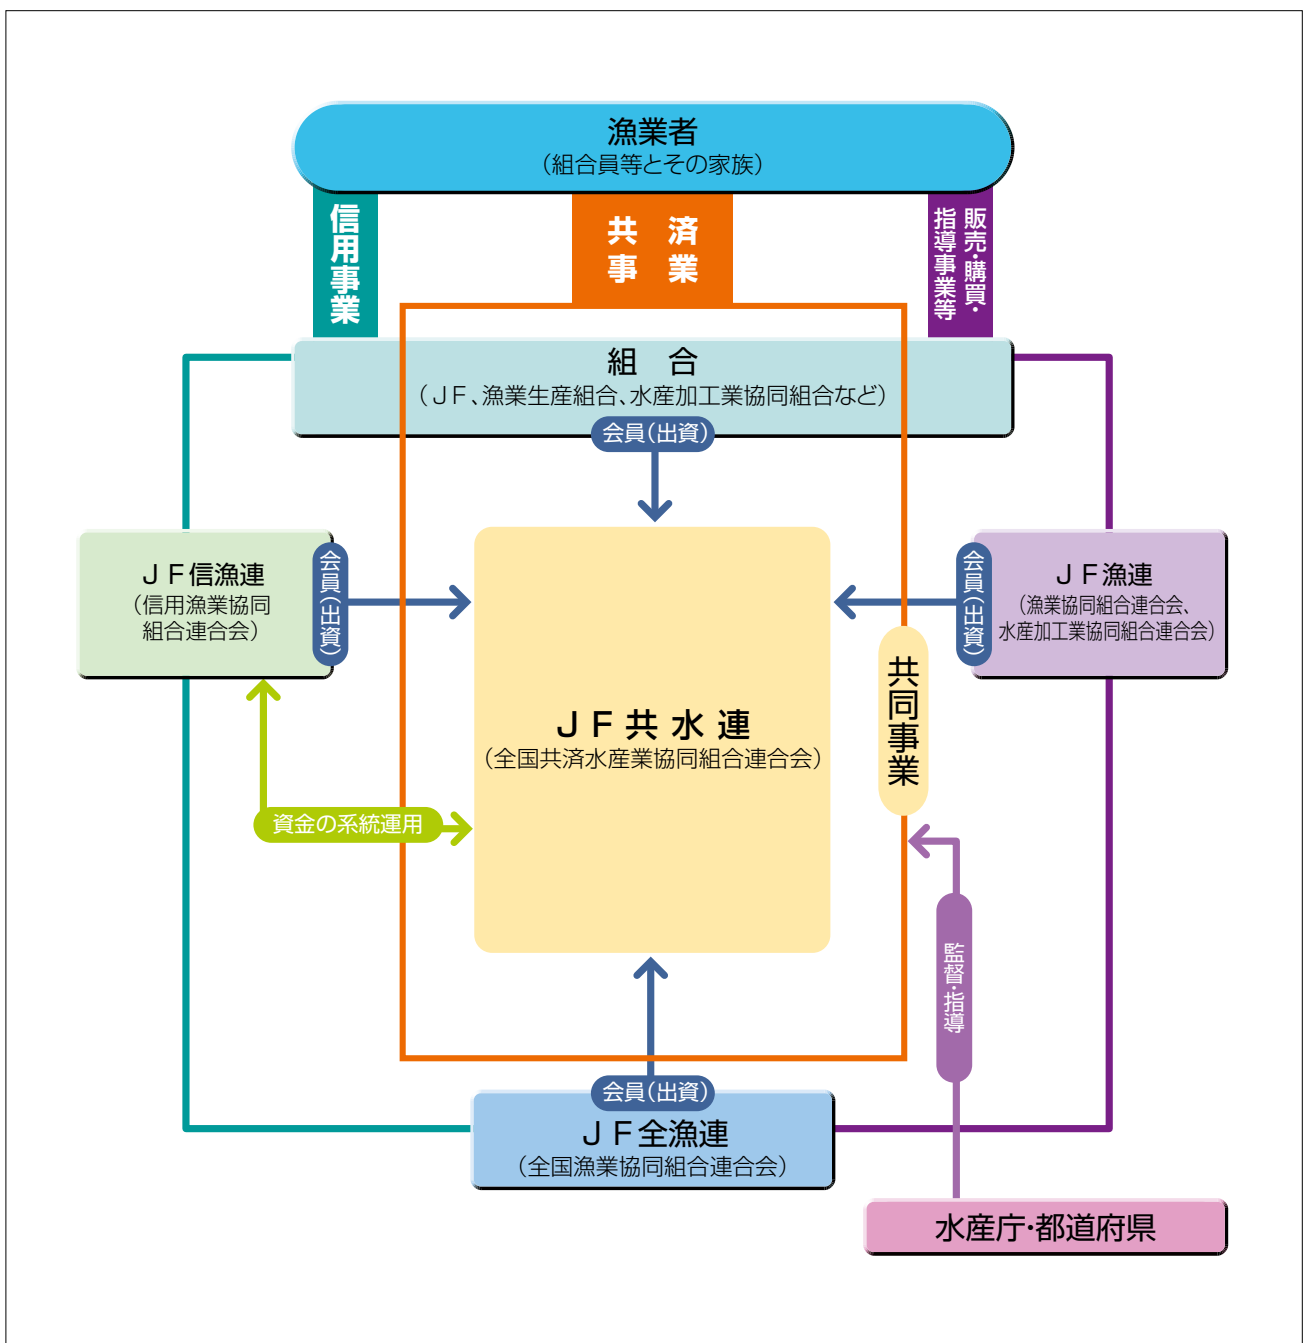 漁業者
（組合員等とその家族）
信用事業
共済
事業
販売・購買・
指導事業等
組合
（ＪＦ、漁業生産組合、水産加工業協同組合など）
会員（出資）
ＪＦ信漁連
（信用漁業協同
組合連合会）
会員（出資）
会員（出資）
ＪＦ漁連
（漁業協同組合連合会、
水産加工業協同組合連合会）
ＪＦ共水連
（全国共済水産業協同組合連合会）
共同事業
資金の系統運用
監督・指導
会員（出資）
ＪＦ全漁連
（全国漁業協同組合連合会）
水産庁・都道府県